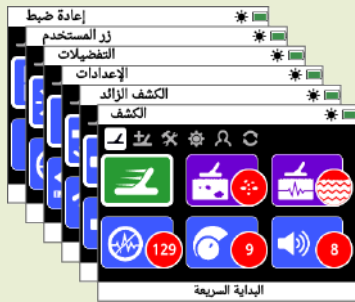 إعادة ضبط
زر المستخدم
التفضيلات
الإعدادات
الكشف الزائد
الكشف
129
9
8
البداية السريعة